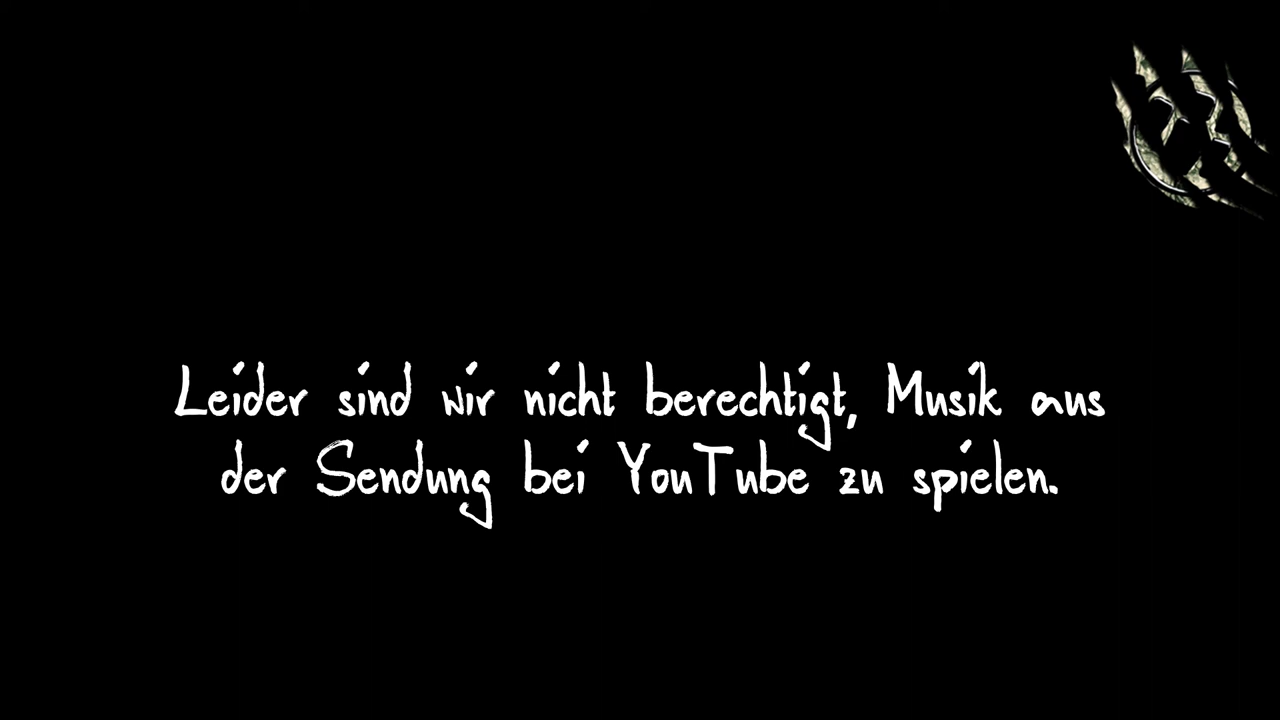 Leider sind wir nicht berechtigt, Musik aus
der Sendung bei YouTube zu spielen.